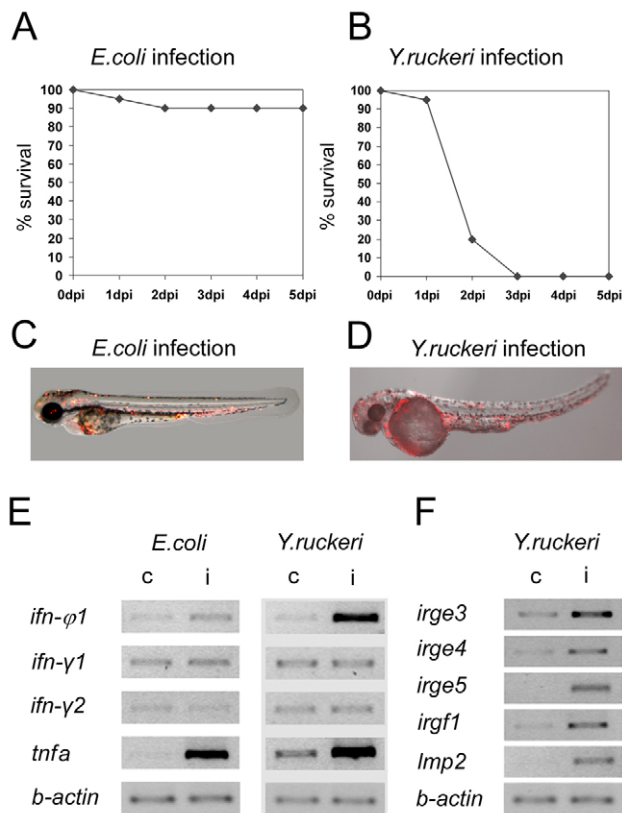 A
E.coli infection
% survival
100
90
80
70
60
50
40
30
20
10
0
0dpi 1dpi 2dpi 3dpi 4dpi 5dpi
B
Y.ruckeri infection
% survival
100
90
80
70
60
50
40
30
20
10
0
0dpi 1dpi 2dpi 3dpi 4dpi 5dpi
C
E.coli infection
D
Y.ruckeri infection
E
E.coli Y.ruckeri
c i c i
ifn-φ1
ifn-γ1
ifn-γ2
tnfa
b-actin
F
Y.ruckeri
c i
irge3
irge4
irge5
irgf1
lmp2
b-actin